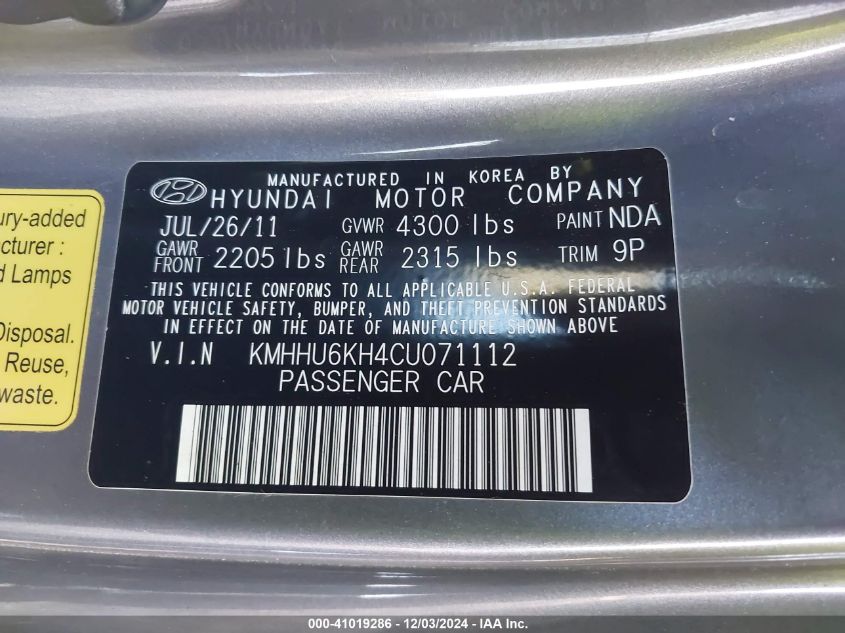 MANUFACTURED IN KOREA BY
HYUNDAI MOTOR COMPANY
JUL/26/11 GVWR 4300 lbs PAINT NDA
GAWR FRONT 2205 lbs GAWR REAR 2315 lbs TRIM 9P
THIS VEHICLE CONFORMS TO ALL APPLICABLE U.S.A. FEDERAL
MOTOR VEHICLE SAFETY, BUMPER, AND THEFT PREVENTION STANDARDS
IN EFFECT ON THE DATE OF MANUFACTURE SHOWN ABOVE
V.I.N KMHHU6KH4CU071112
PASSENGER CAR
ury-added
acturer :
d Lamps
Disposal.
Reuse,
waste.
000-41019286 - 12/03/2024 - IAA Inc.